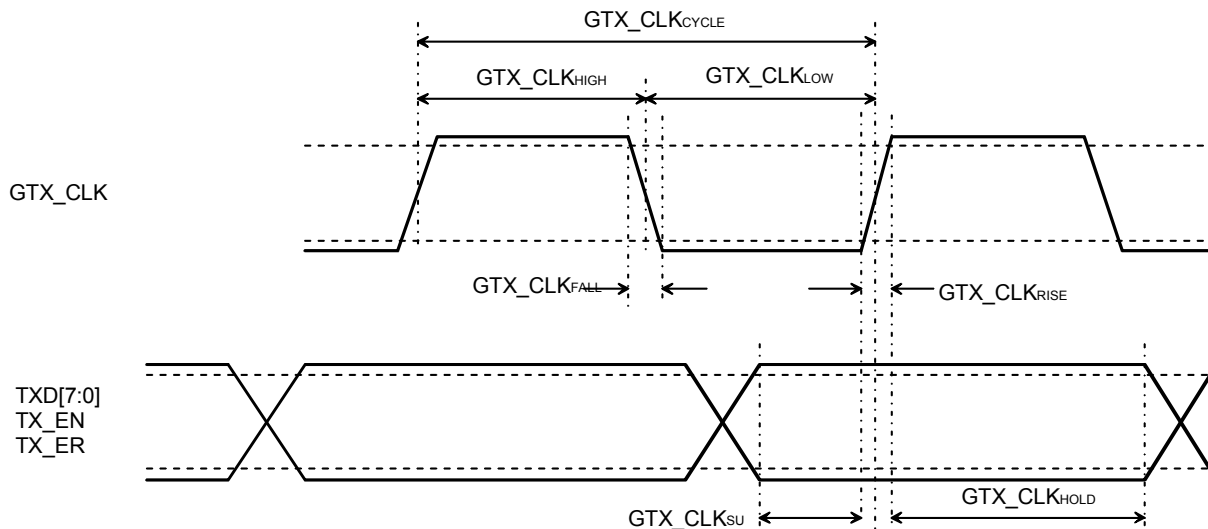 GTX_CLKCYCLE
GTX_CLKHIGH
GTX_CLKLOW
GTX_CLK
GTX_CLKFALL
GTX_CLKRISE
TXD[7:0]
TX_EN
TX_ER
GTX_CLKHOLD
GTX_CLKSU